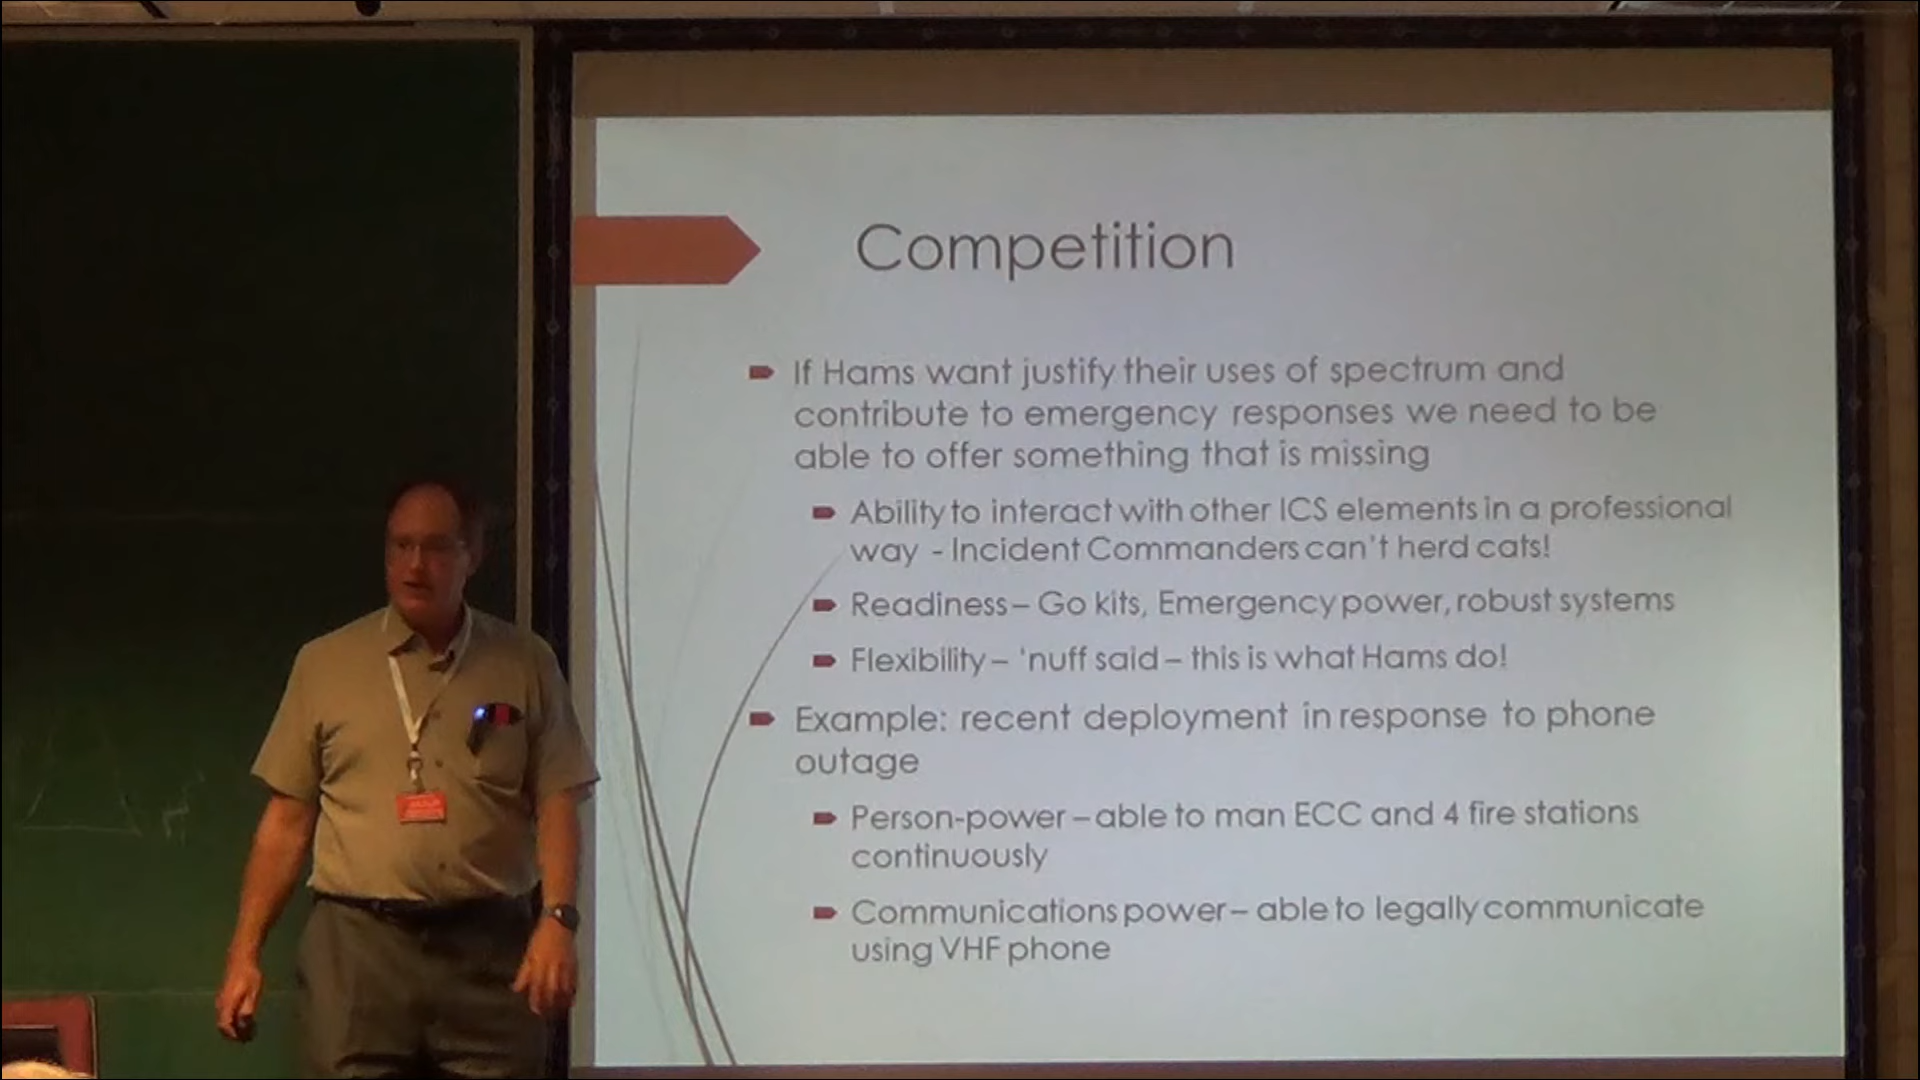 Competition
If Hams want justify their uses of spectrum and
contribute to emergency responses we need to be
able to offer something that is missing
Ability to interact with other ICS elements in a professional
way - Incident Commanders can't herd cats!
Readiness – Go kits, Emergency power, robust systems
Flexibility – 'nuff said – this is what Hams do!
Example: recent deployment in response to phone
outage
Person-power – able to man ECC and 4 fire stations
continuously
Communications power – able to legally communicate
using VHF phone